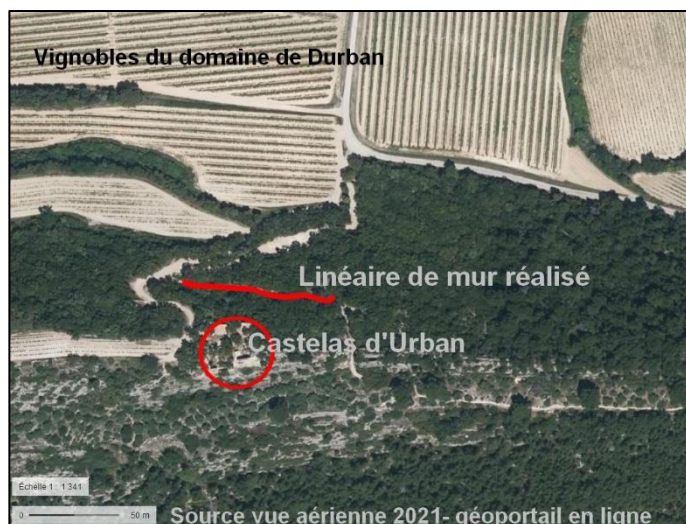 Vignobles du domaine de Durban
Linéaire de mur réalisé
Castelas d'Urban
Échelle 1 : 1 341
0 50 m
Source vue aérienne 2021- géoportail en ligne